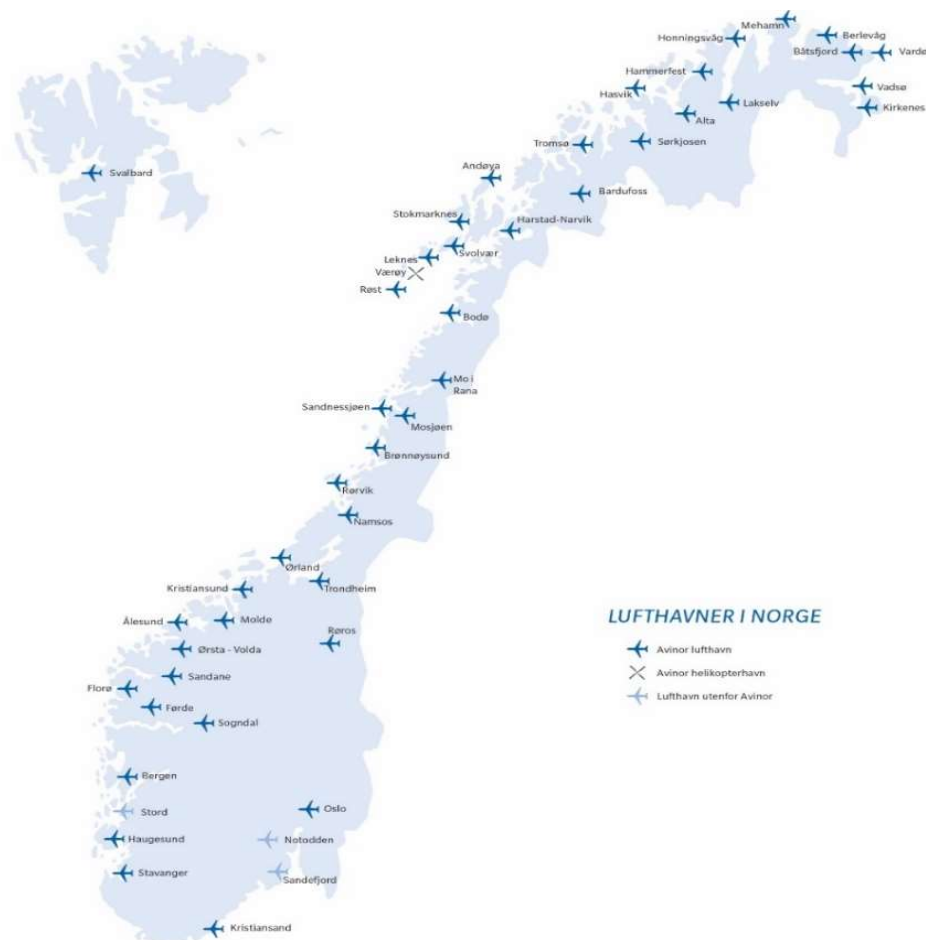 Mehamn
Honningsvåg
Berlevåg
Båtsfjord
Vardø
Hammerfest
Hasvik
Vadsø
Lakselv
Kirkenes
Alta
Tromsø
Sørkjosen
Andøya
Svalbard
Bardufoss
Stokmarknes
Harstad-Narvik
Svolvær
Leknes
Værøy
Røst
Bodø
Mo i
Rana
Sandnessjøen
Mosjøen
Brønnøysund
Rørvik
Namsos
Ørland
Trondheim
Kristiansund
Molde
Ålesund
Røros
Ørsta - Volda
Sandane
Florø
Førde
Sogndal
Bergen
Stord
Oslo
Haugesund
Notodden
Stavanger
Sandefjord
Kristiansand
LUFTHAVNER I NORGE
Avinor lufthavn
Avinor helikopterhavn
Lufthavn utenfor Avinor